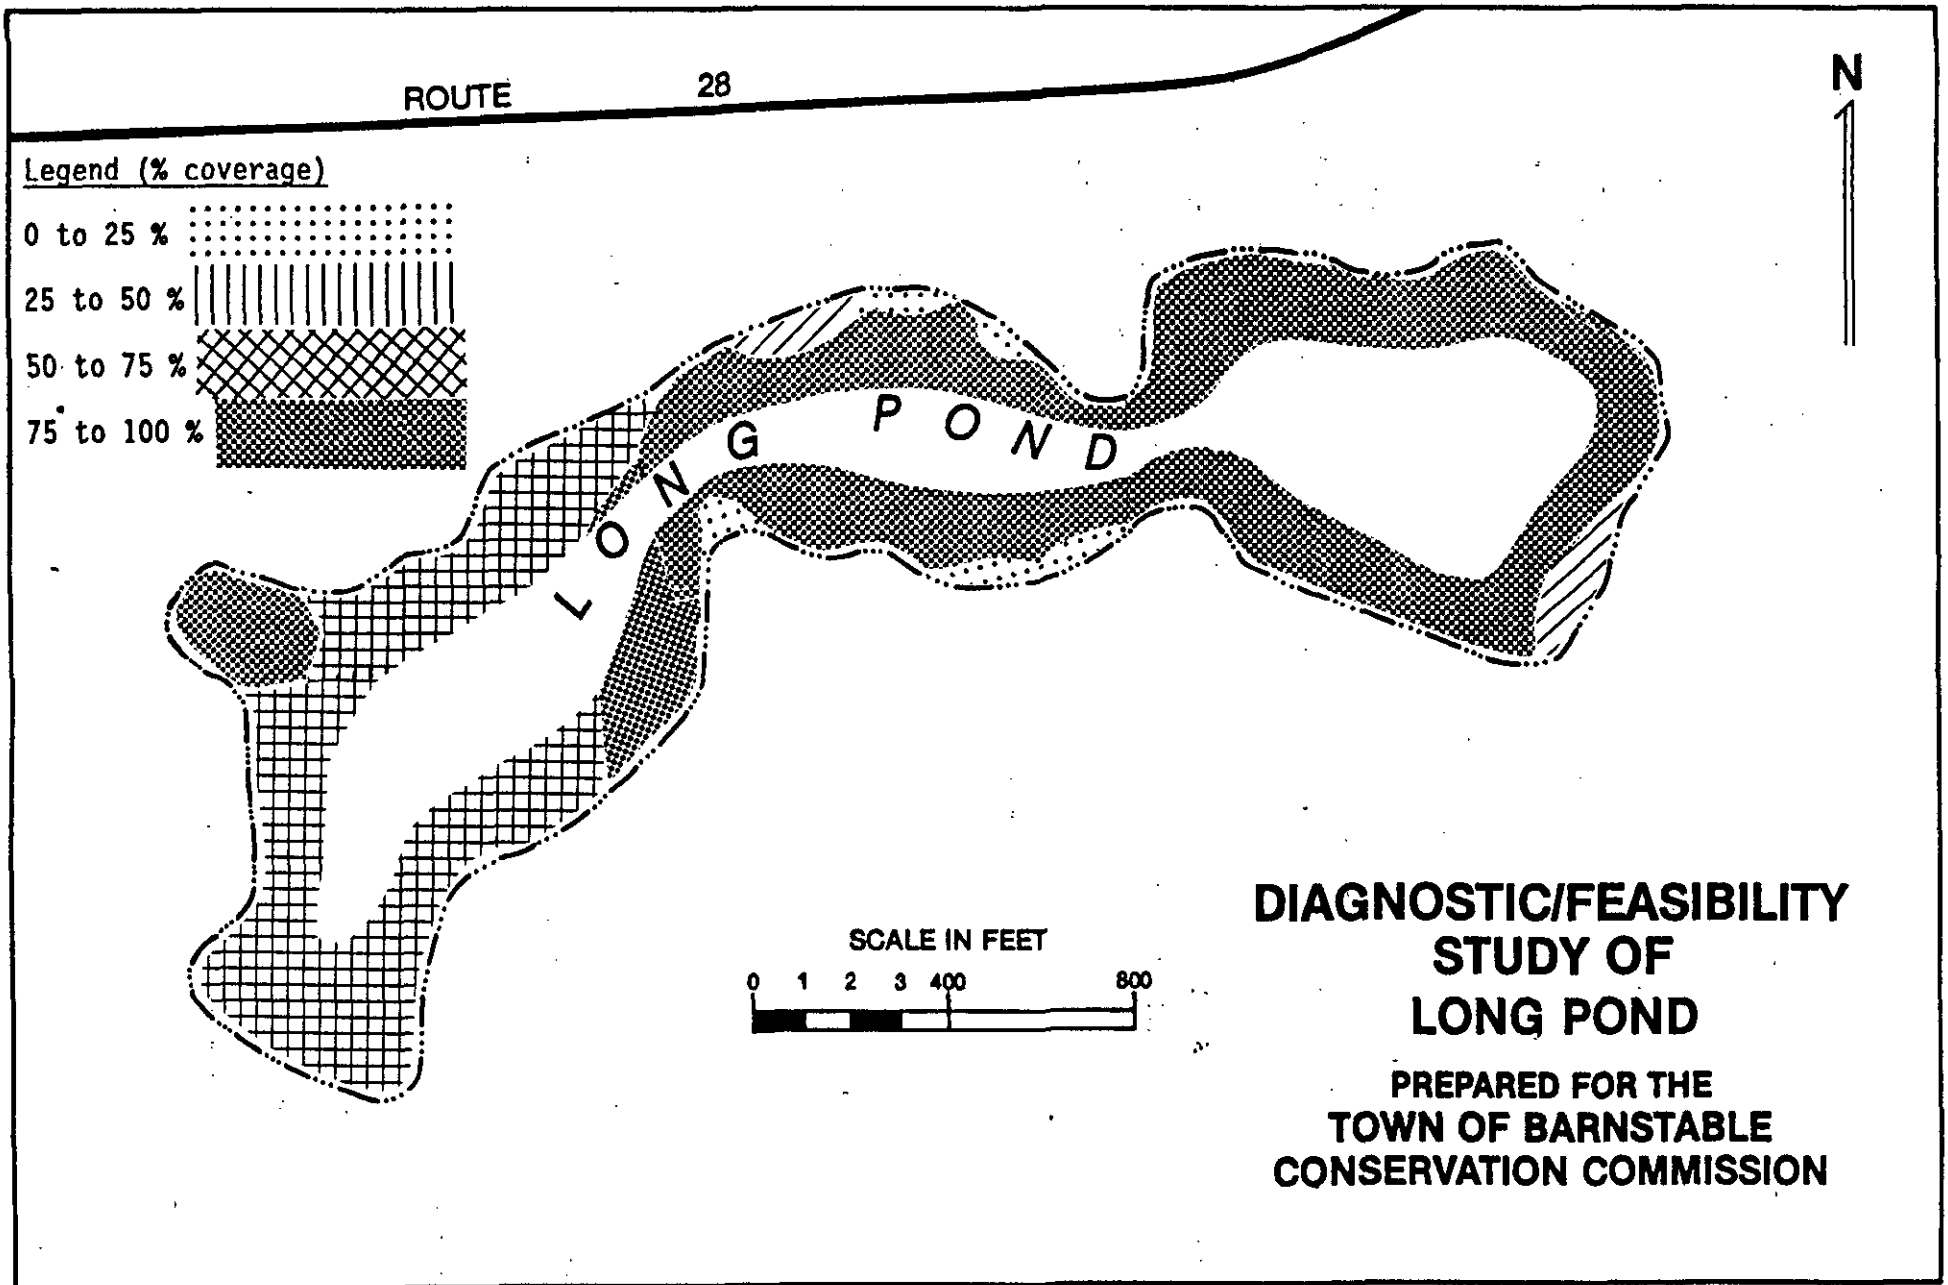 ROUTE 28
N
Legend (% coverage)
0 to 25 %
25 to 50 %
50 to 75 %
75 to 100 %
LONG POND
SCALE IN FEET
0 1 2 3 400 800
DIAGNOSTIC/FEASIBILITY
STUDY OF
LONG POND
PREPARED FOR THE
TOWN OF BARNSTABLE
CONSERVATION COMMISSION